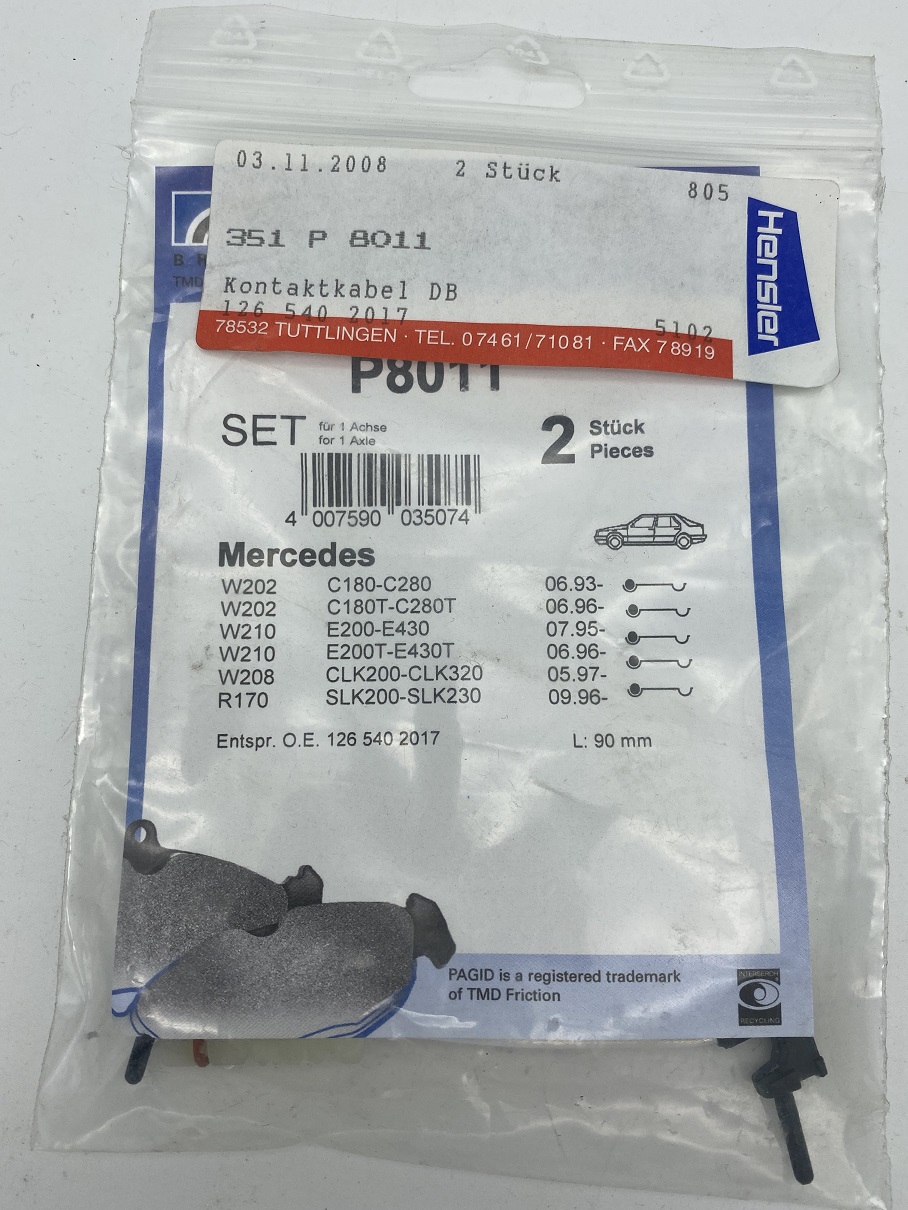 03.11.2008 2 Stück
805
351 P 8011
Kontaktkabel DB
126 540 2017 5102
78532 TUTTLINGEN · TEL. 07461/71081 · FAX 78919
Hensler
TMD
P8011
SET für 1 Achse
for 1 Axle
2 Stück
Pieces
4 007590 035074
Mercedes
W202 C180-C280 06.93-
W202 C180T-C280T 06.96-
W210 E200-E430 07.95-
W210 E200T-E430T 06.96-
W208 CLK200-CLK320 05.97-
R170 SLK200-SLK230 09.96-
Entspr. O.E. 126 540 2017 L: 90 mm
PAGID is a registered trademark
of TMD Friction
INTERSEROH
RECYCLING